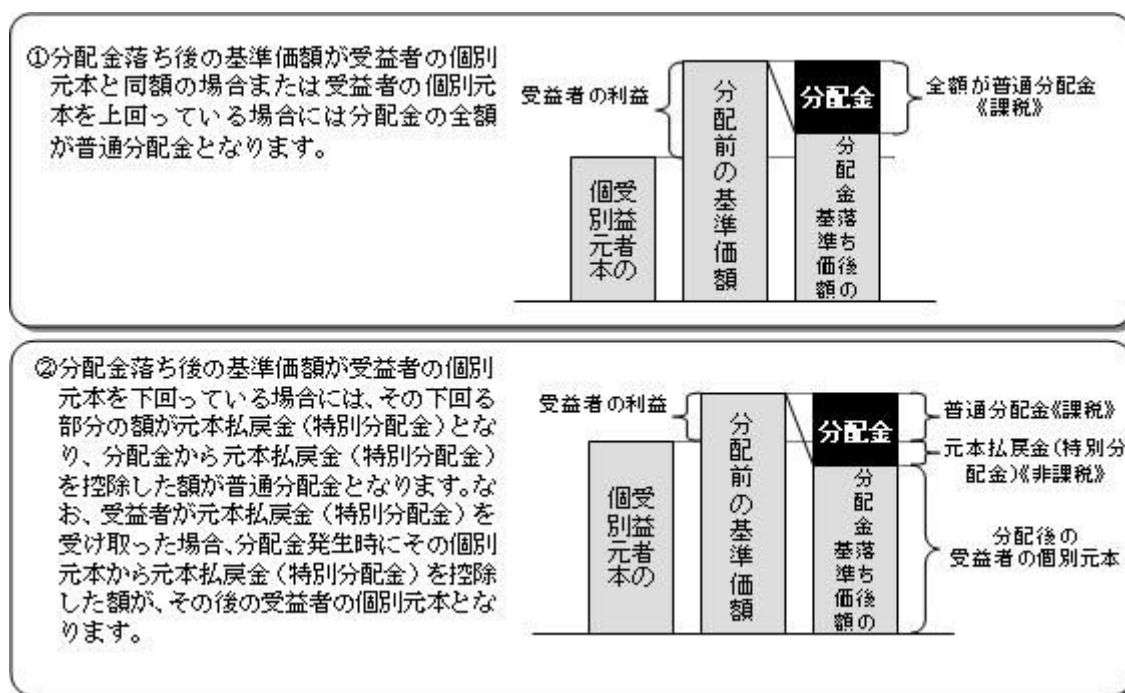 ①分配金落ち後の基準価額が受益者の個別
元本と同額の場合または受益者の個別元
本を上回っている場合には分配金の全額
が普通分配金となります。
受益者の利益
受益者の
個別元本
分配前の基準価額
分配金
分配金落ち後の
基準価額
全額が普通分配金
《課税》
②分配金落ち後の基準価額が受益者の個別
元本を下回っている場合には、その下回る
部分の額が元本払戻金(特別分配金)とな
り、分配金から元本払戻金(特別分配金)
を控除した額が普通分配金となります。な
お、受益者が元本払戻金(特別分配金)を
受け取った場合、分配金発生時にその個別
元本から元本払戻金(特別分配金)を控除
した額が、その後の受益者の個別元本とな
ります。
受益者の利益
受益者の
個別元本
分配前の基準価額
分配金
分配金落ち後の
基準価額
普通分配金《課税》
元本払戻金(特別分
配金)《非課税》
分配後の
受益者の個別元本